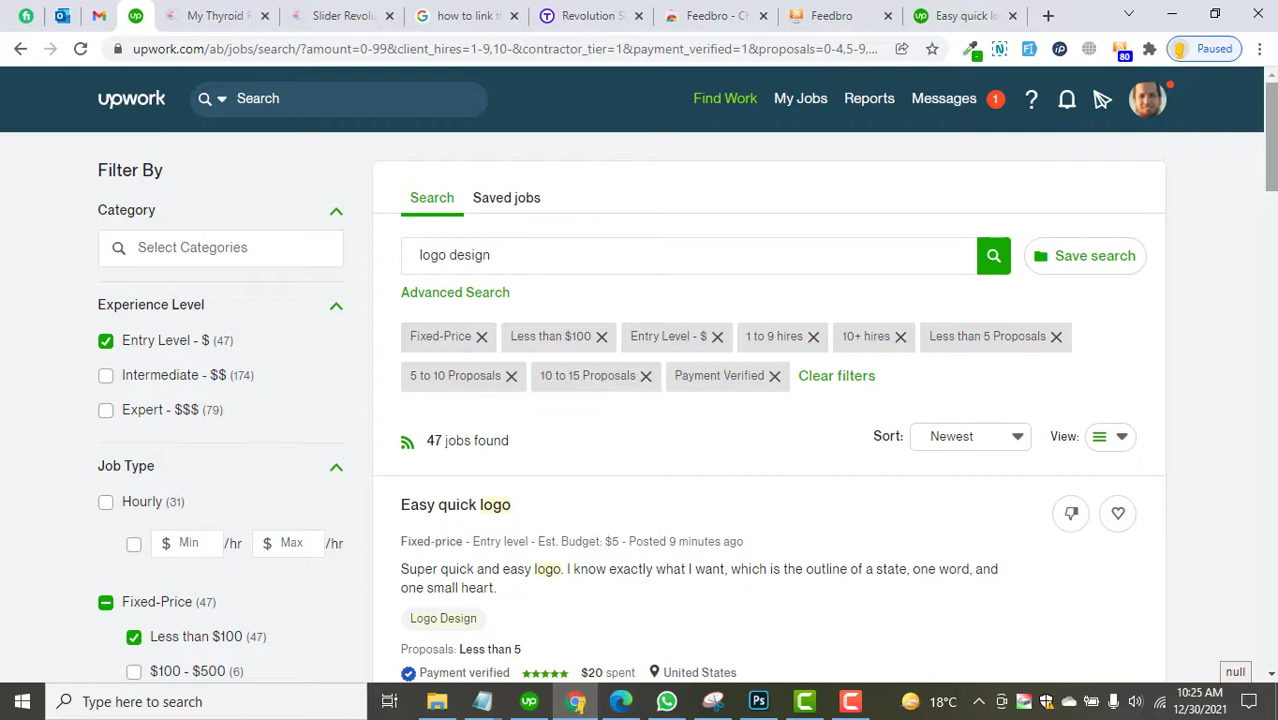 My Thyroid
Slider Revolu
how to link t
Revolution S
Feedbro - C
Feedbro
Easy quick lo
upwork.com/ab/jobs/search/?amount=0-99&client_hires=1-9,10-&contractor_tier=1&payment_verified=1&proposals=0-4,5-9,...
80
Paused
upwork
Search
Find Work
My Jobs
Reports
Messages
1
?
Filter By
Category
Select Categories
Experience Level
Entry Level - $ (47)
Intermediate - $$ (174)
Expert - $$$ (79)
Job Type
Hourly (31)
$ Min /hr $ Max /hr
Fixed-Price (47)
Less than $100 (47)
$100 - $500 (6)
Search Saved jobs
logo design
Save search
Advanced Search
Fixed-Price Less than $100 Entry Level - $ 1 to 9 hires 10+ hires Less than 5 Proposals
5 to 10 Proposals 10 to 15 Proposals Payment Verified Clear filters
47 jobs found
Sort: Newest View:
Easy quick logo
Fixed-price - Entry level - Est. Budget: $5 - Posted 9 minutes ago
Super quick and easy logo. I know exactly what I want, which is the outline of a state, one word, and
one small heart.
Logo Design
Proposals: Less than 5
Payment verified $20 spent United States
null
Type here to search
18°C
10:25 AM
12/30/2021